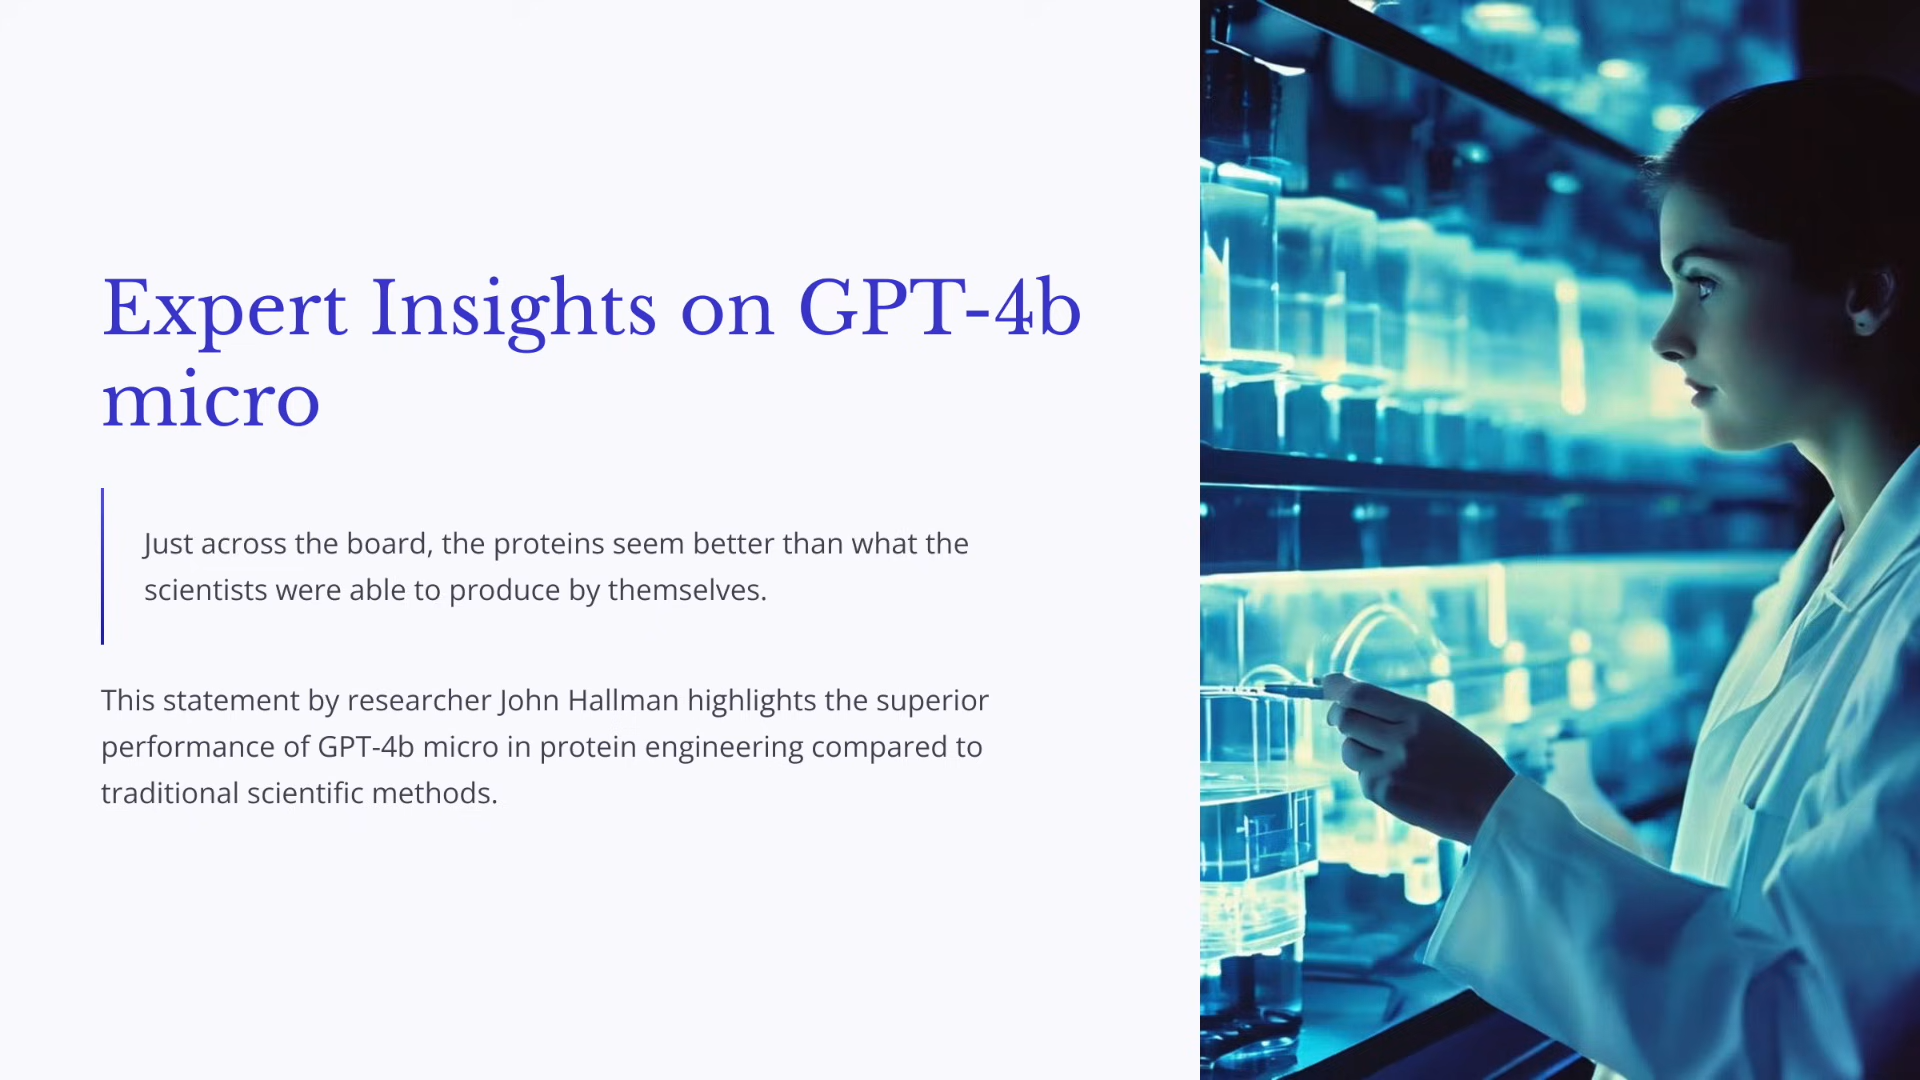 Expert Insights on GPT-4b
micro
Just across the board, the proteins seem better than what the
scientists were able to produce by themselves.
This statement by researcher John Hallman highlights the superior
performance of GPT-4b micro in protein engineering compared to
traditional scientific methods.